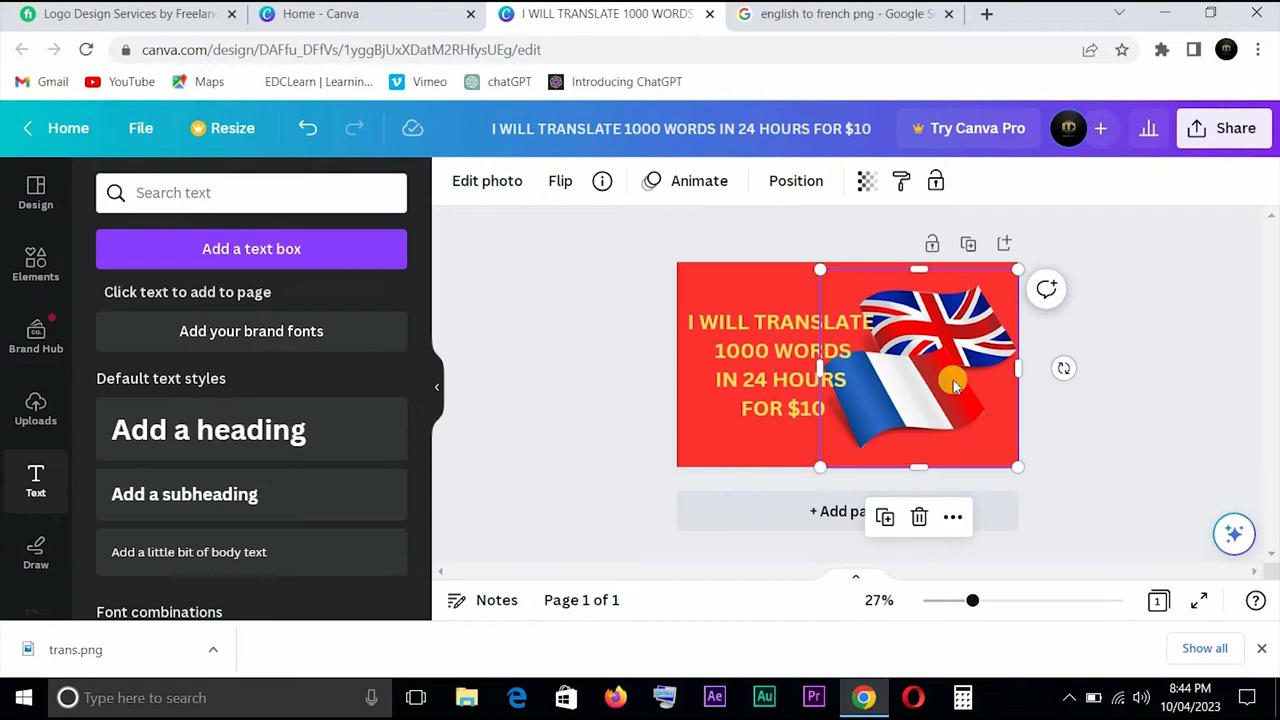 Logo Design Services by Freelan
Home - Canva
I WILL TRANSLATE 1000 WORDS
english to french png - Google S
canva.com/design/DAFfu_DFfVs/1yggBjUxXDatM2RHfysUEg/edit
Gmail
YouTube
Maps
EDCLearn | Learnin...
Vimeo
chatGPT
Introducing ChatGPT
Home
File
Resize
I WILL TRANSLATE 1000 WORDS IN 24 HOURS FOR $10
Try Canva Pro
Share
Design
Elements
Brand Hub
Uploads
Text
Draw
Search text
Add a text box
Click text to add to page
Add your brand fonts
Default text styles
Add a heading
Add a subheading
Add a little bit of body text
Font combinations
Edit photo
Flip
Animate
Position
I WILL TRANSLATE
1000 WORDS
IN 24 HOURS
FOR $10
+ Add pa
Notes
Page 1 of 1
27%
1
trans.png
Show all
Type here to search
Ae
Au
Pr
8:44 PM
10/04/2023